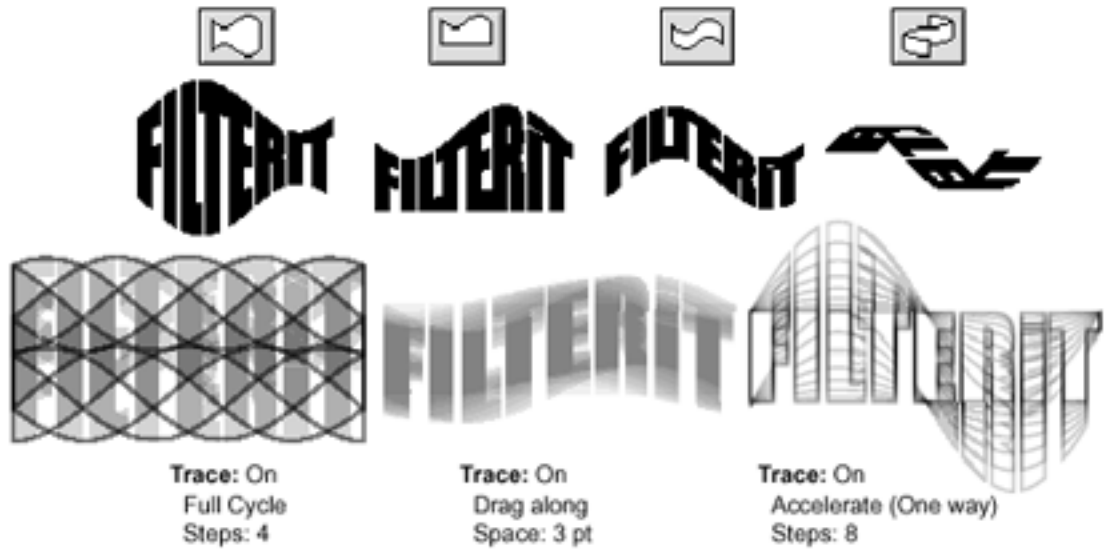 FILTERIT FILTERIT FILTERIT
FILTERIT FILTERIT
Trace: On Trace: On Trace: On
Full Cycle Drag along Accelerate (One way)
Steps: 4 Space: 3 pt Steps: 8